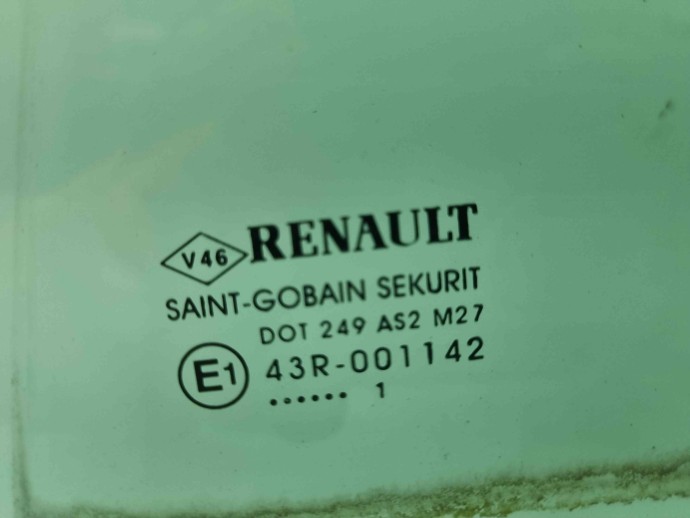 V46 RENAULT
SAINT-GOBAIN SEKURIT
DOT 249 AS2 M27
E1 43R-001142
...... 1